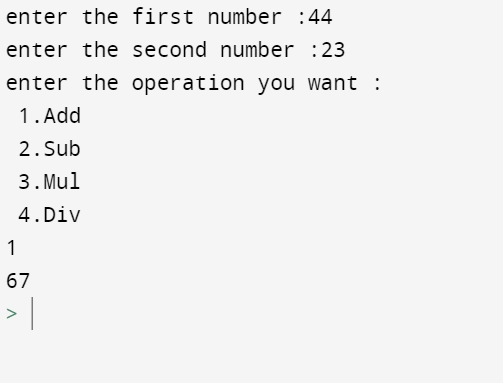 enter the first number :44
enter the second number :23
enter the operation you want :
 1.Add
 2.Sub
 3.Mul
 4.Div
1
67
>